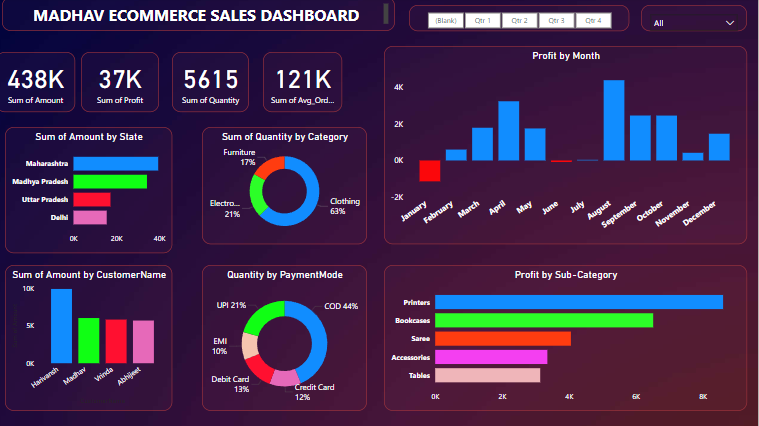 MADHAV ECOMMERCE SALES DASHBOARD
(Blank) Qtr 1 Qtr 2 Qtr 3 Qtr 4
All
438K
Sum of Amount
37K
Sum of Profit
5615
Sum of Quantity
121K
Sum of Avg_Ord...
Profit by Month
4K
2K
0K
-2K
January February March April May June July August September October November December
Sum of Amount by State
Maharashtra
Madhya Pradesh
Uttar Pradesh
Delhi
0K 20K 40K
Sum of Quantity by Category
Furniture
17%
Electro...
21%
Clothing
63%
Sum of Amount by CustomerName
10K
5K
0K
Harivansh Madhav Vrinda Abhijeet
Quantity by PaymentMode
UPI 21%
COD 44%
EMI
10%
Debit Card
13%
Credit Card
12%
Profit by Sub-Category
Printers
Bookcases
Saree
Accessories
Tables
0K 2K 4K 6K 8K